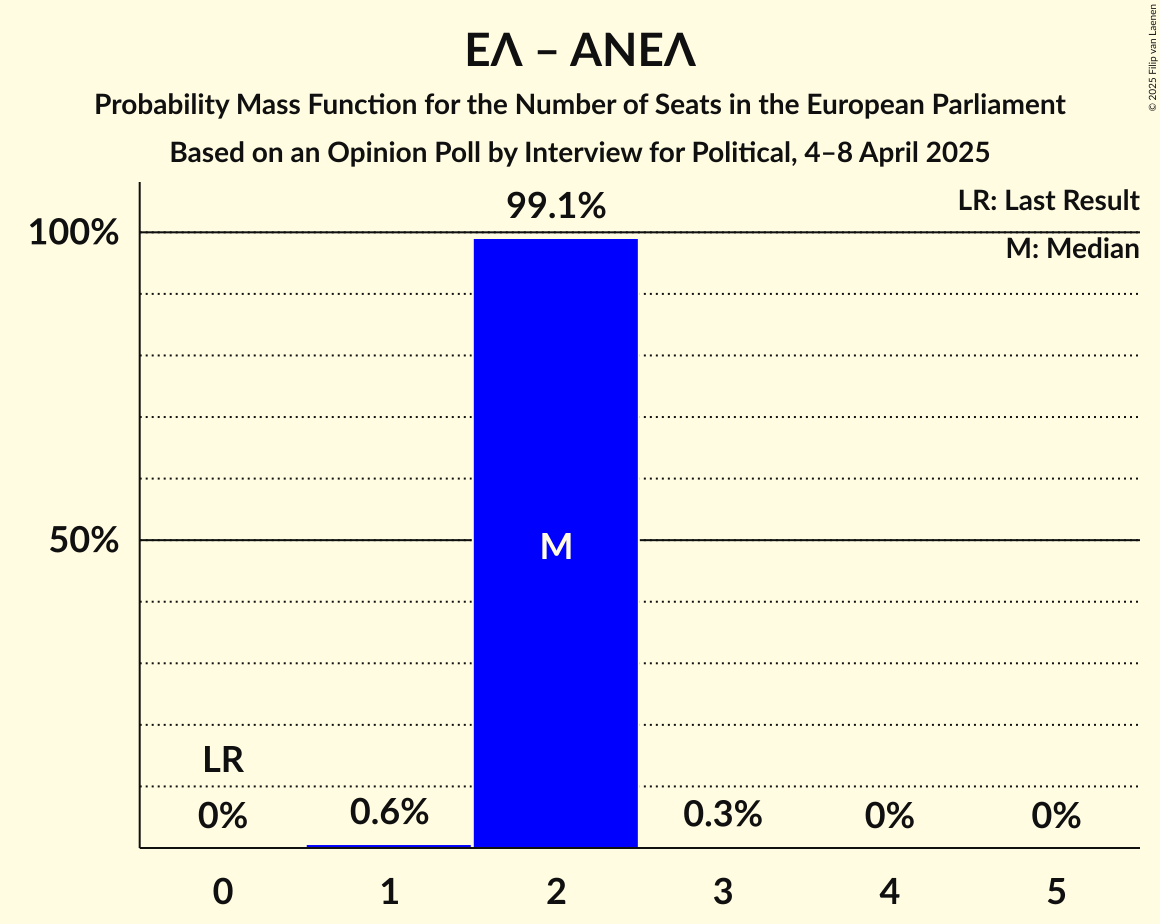 ΕΛ – ΑΝΕΛ
Probability Mass Function for the Number of Seats in the European Parliament
Based on an Opinion Poll by Interview for Political, 4–8 April 2025
© 2025 Filip van Laenen
99.1%
LR: Last Result
100%
M: Median
50%
M
LR
0%
0.6%
0.3%
0%
0%
0
1
2
3
4
5